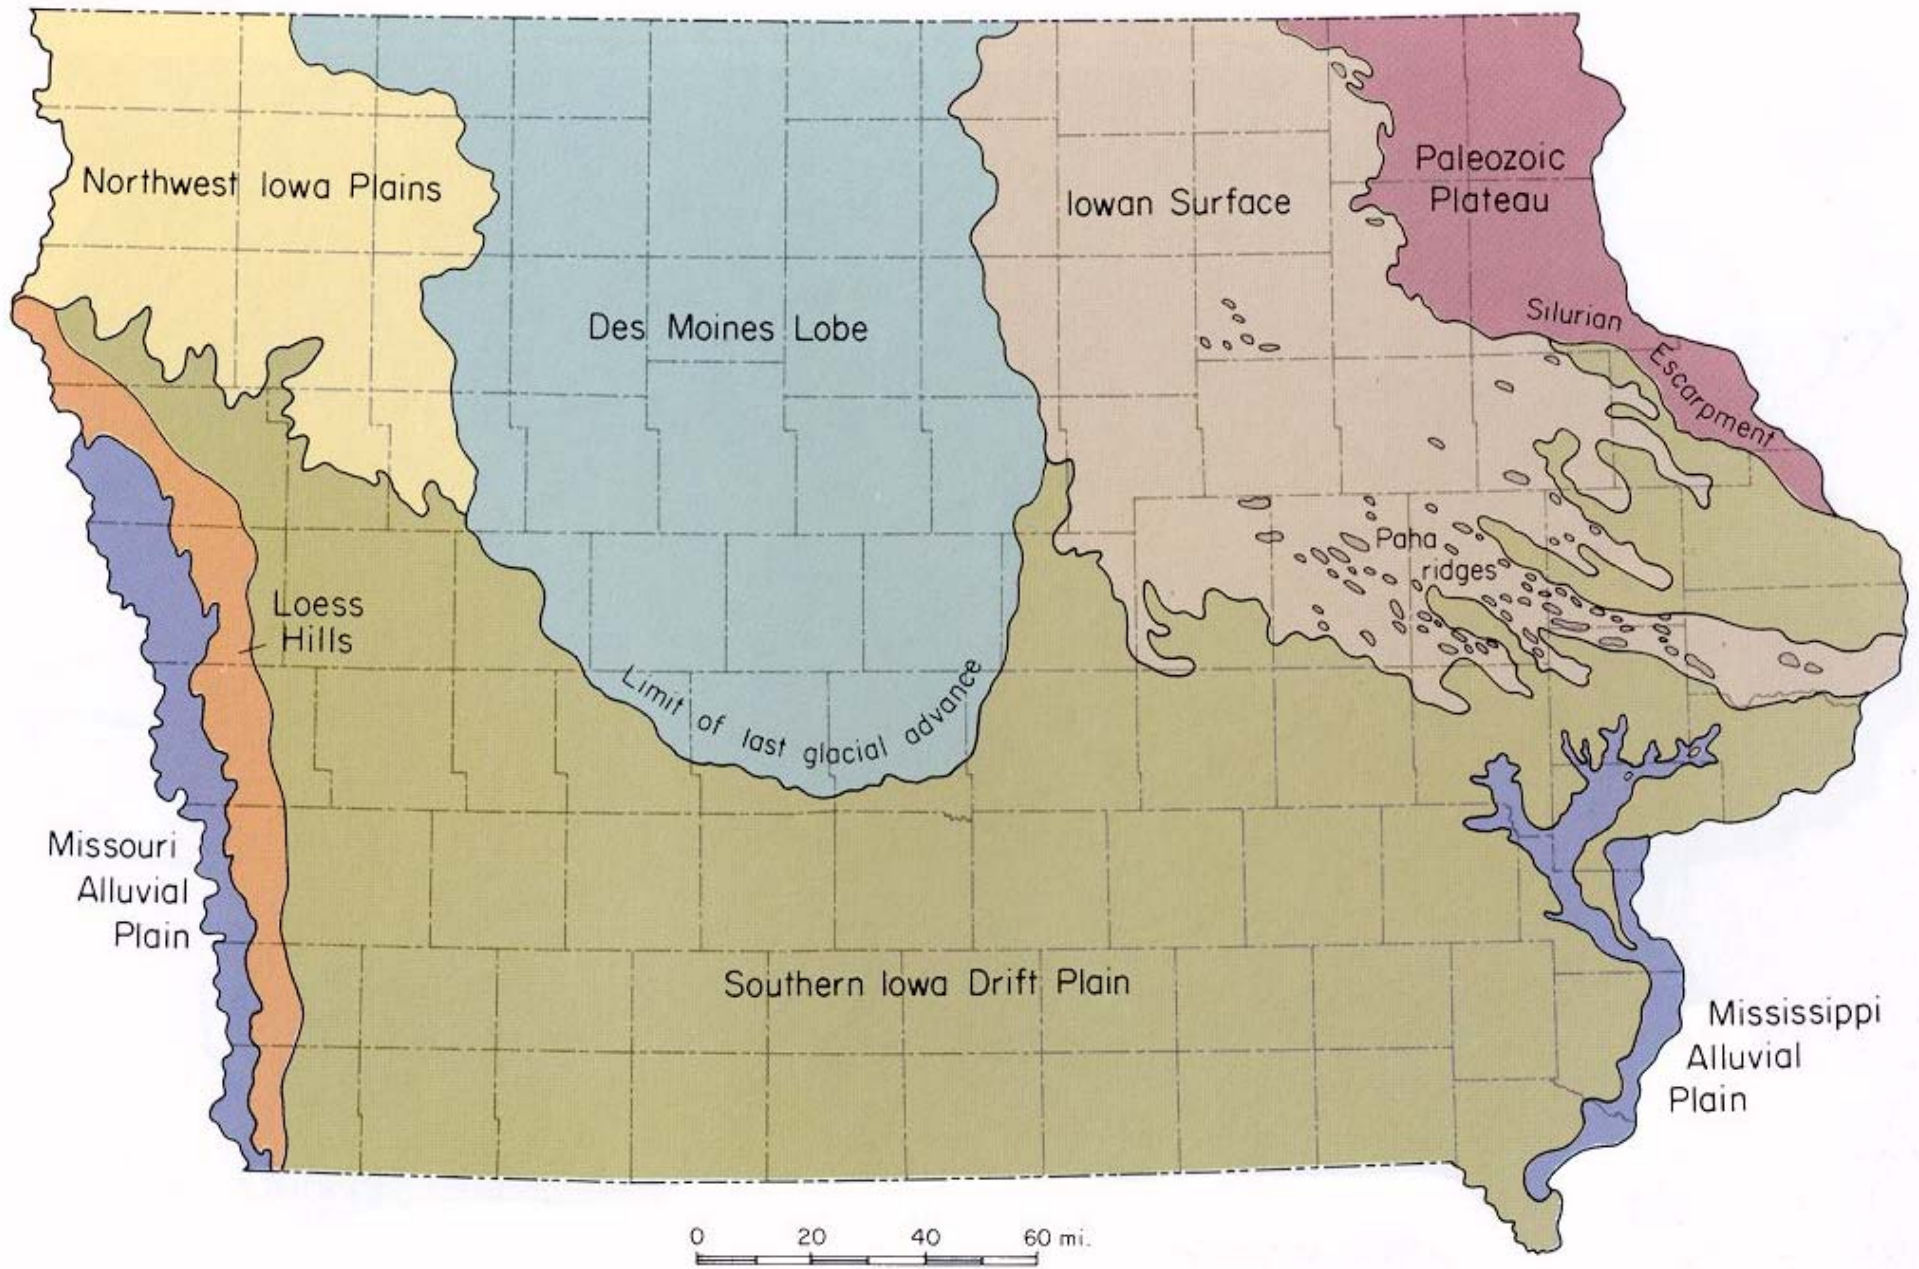 Northwest Iowa Plains
Des Moines Lobe
Iowan Surface
Paleozoic
Plateau
Silurian
Escarpment
Paha
ridges
Loess
Hills
Limit of last glacial advance
Missouri
Alluvial
Plain
Southern Iowa Drift Plain
Mississippi
Alluvial
Plain
0 20 40 60 mi.